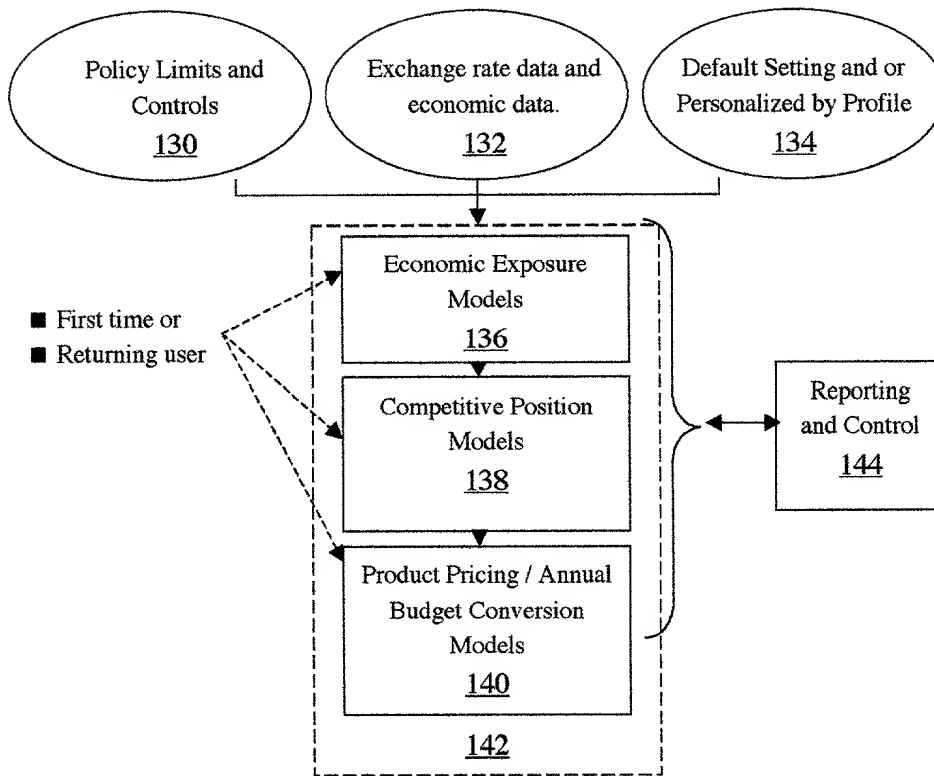 Policy Limits and
Controls
130
Exchange rate data and
economic data.
132
Default Setting and or
Personalized by Profile
134
Economic Exposure
Models
136
■ First time or
■ Returning user
Competitive Position
Models
138
Reporting
and Control
144
Product Pricing / Annual
Budget Conversion
Models
140
142